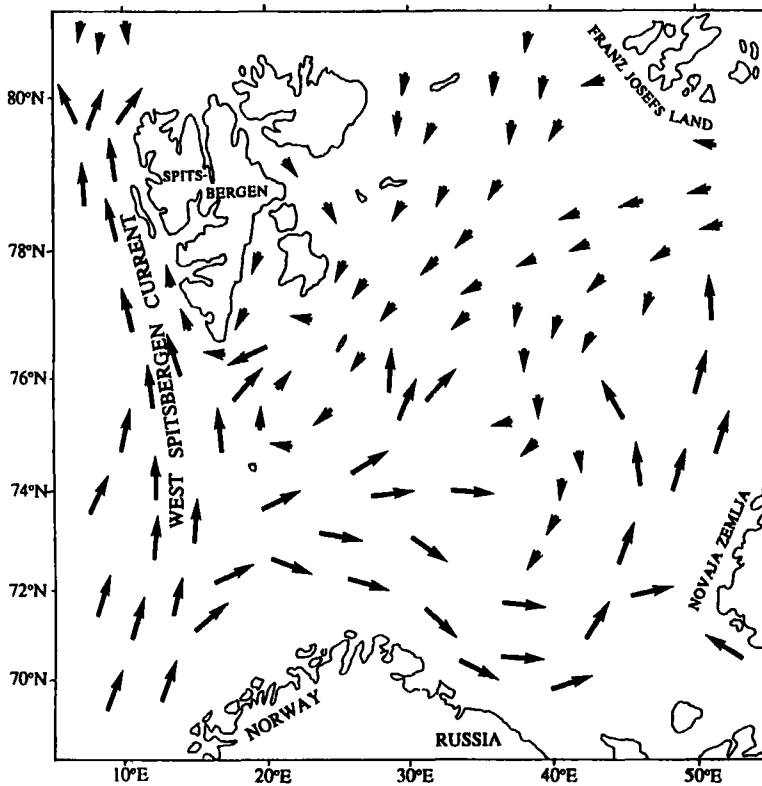 FRANZ JOSEFS LAND
80°N
SPITS-
BERGEN
78°N
WEST SPITSBERGEN CURRENT
76°N
74°N
NOVAJA ZEMLJA
72°N
70°N
NORWAY
RUSSIA
10°E
20°E
30°E
40°E
50°E